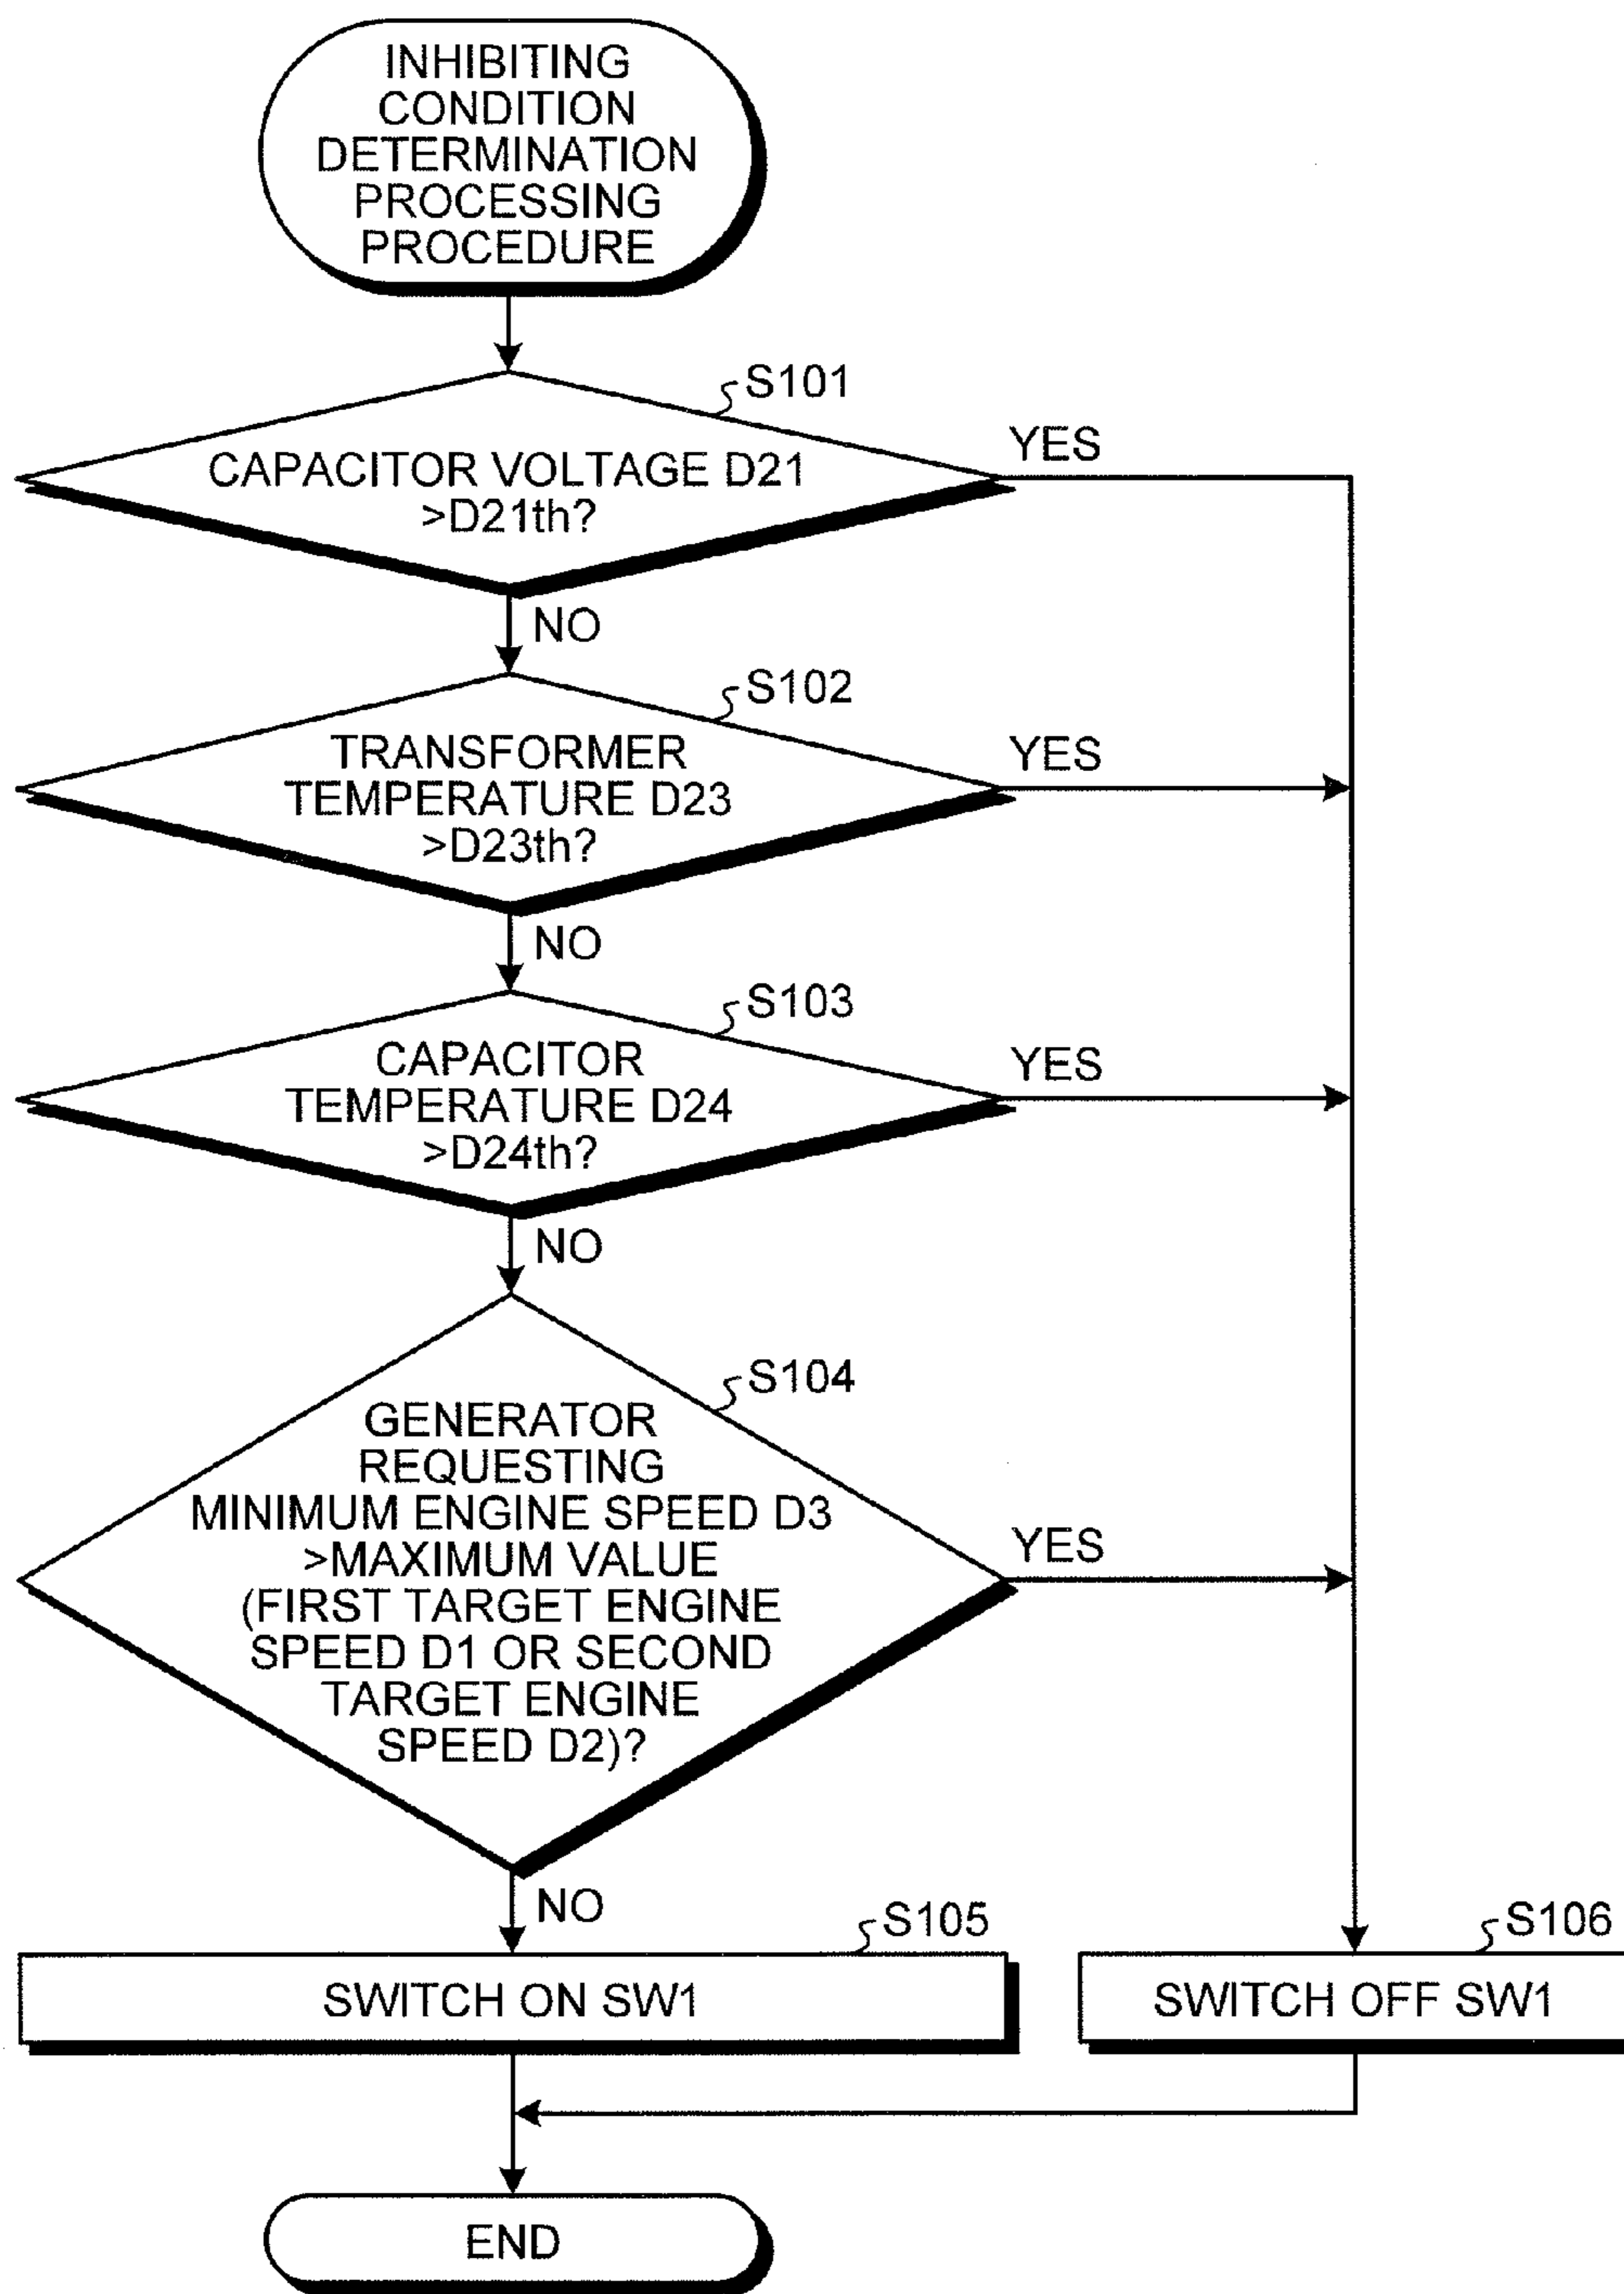 INHIBITING
CONDITION
DETERMINATION
PROCESSING
PROCEDURE
S101
CAPACITOR VOLTAGE D21
>D21th?
YES
NO
S102
TRANSFORMER
TEMPERATURE D23
>D23th?
YES
NO
S103
CAPACITOR
TEMPERATURE D24
>D24th?
YES
NO
S104
GENERATOR
REQUESTING
MINIMUM ENGINE SPEED D3
>MAXIMUM VALUE
(FIRST TARGET ENGINE
SPEED D1 OR SECOND
TARGET ENGINE
SPEED D2)?
YES
NO
S105
SWITCH ON SW1
S106
SWITCH OFF SW1
END